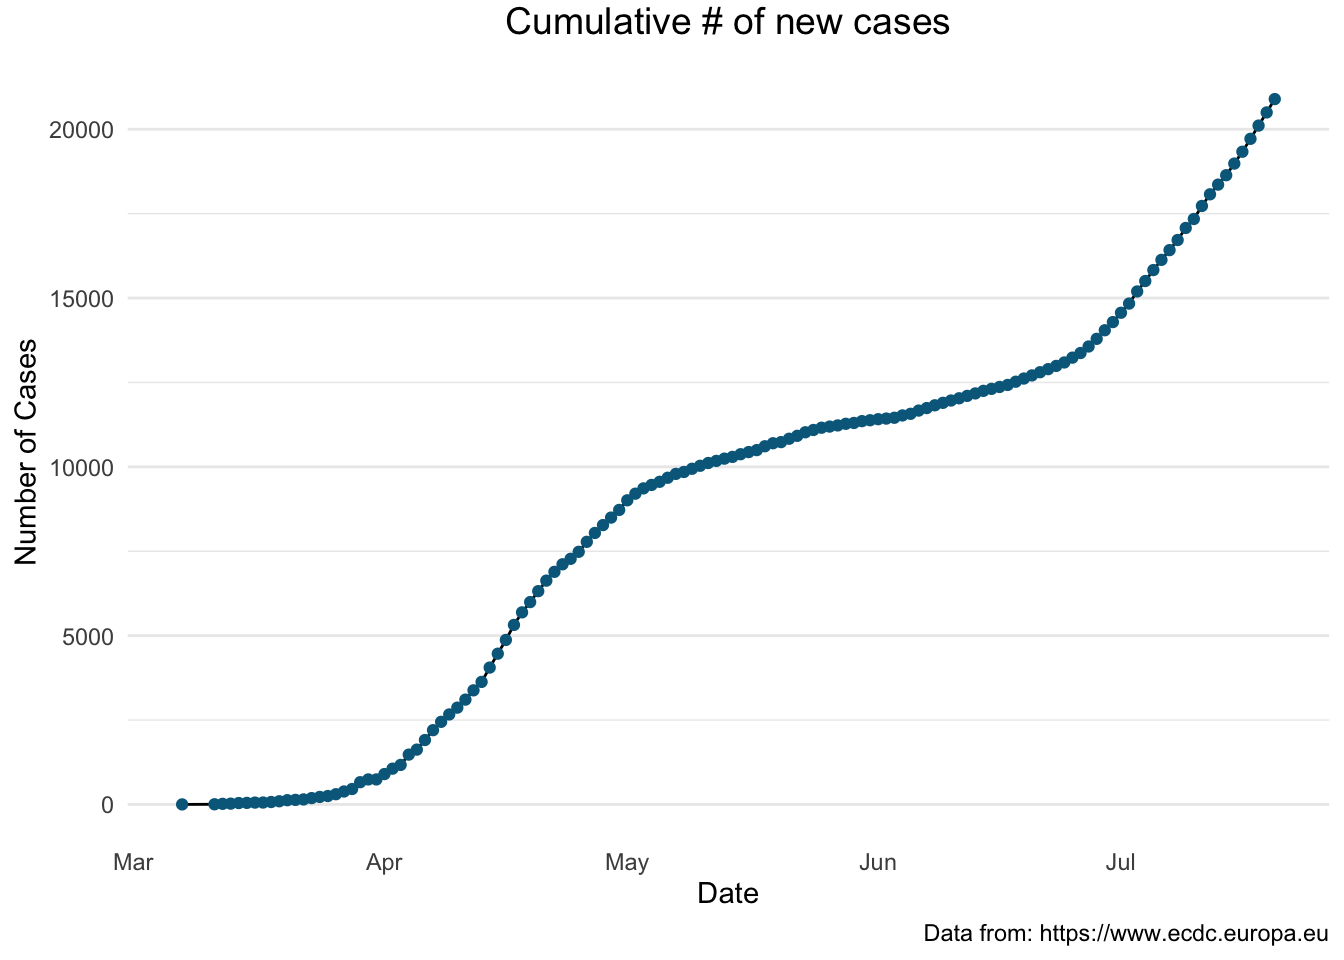 Cumulative # of new cases
20000
15000
10000
5000
0
Number of Cases
Mar Apr May Jun Jul
Date
Data from: https://www.ecdc.europa.eu